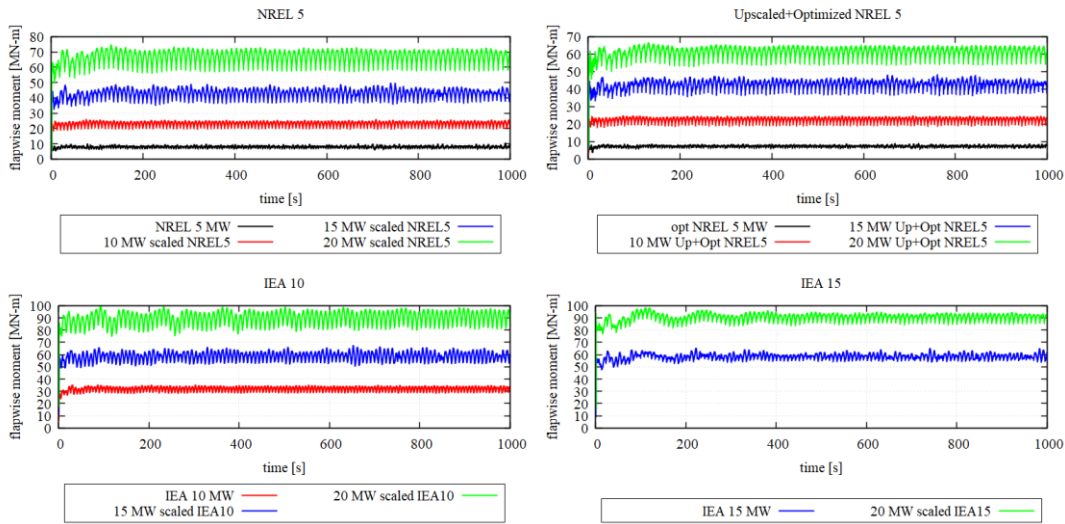 NREL 5
flapwise moment [MN-m]
80
70
60
50
40
30
20
10
0
0 200 400 600 800 1000
time [s]
NREL 5 MW 15 MW scaled NREL5
10 MW scaled NREL5 20 MW scaled NREL5
Upscaled+Optimized NREL 5
flapwise moment [MN-m]
70
60
50
40
30
20
10
0
0 200 400 600 800 1000
time [s]
opt NREL 5 MW 15 MW Up+Opt NREL5
10 MW Up+Opt NREL5 20 MW Up+Opt NREL5
IEA 10
flapwise moment [MN-m]
100
90
80
70
60
50
40
30
20
10
0
0 200 400 600 800 1000
time [s]
IEA 10 MW 20 MW scaled IEA10
15 MW scaled IEA10
IEA 15
flapwise moment [MN-m]
100
90
80
70
60
50
40
30
20
10
0
0 200 400 600 800 1000
time [s]
IEA 15 MW 20 MW scaled IEA15